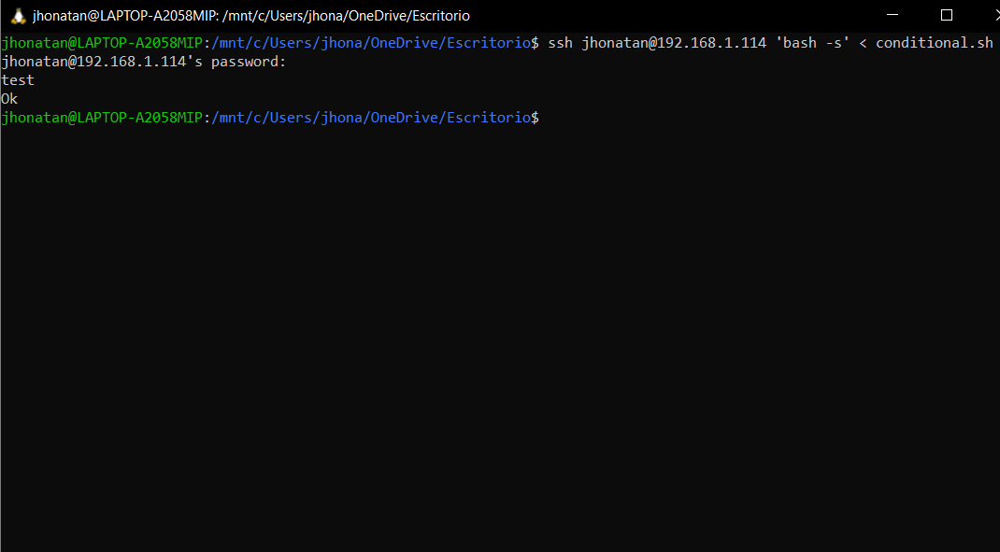 jhonatan@LAPTOP-A2058MIP: /mnt/c/Users/jhona/OneDrive/Escritorio
jhonatan@LAPTOP-A2058MIP:/mnt/c/Users/jhona/OneDrive/Escritorio$ ssh jhonatan@192.168.1.114 'bash -s' < conditional.sh
jhonatan@192.168.1.114's password:
test
Ok
jhonatan@LAPTOP-A2058MIP:/mnt/c/Users/jhona/OneDrive/Escritorio$